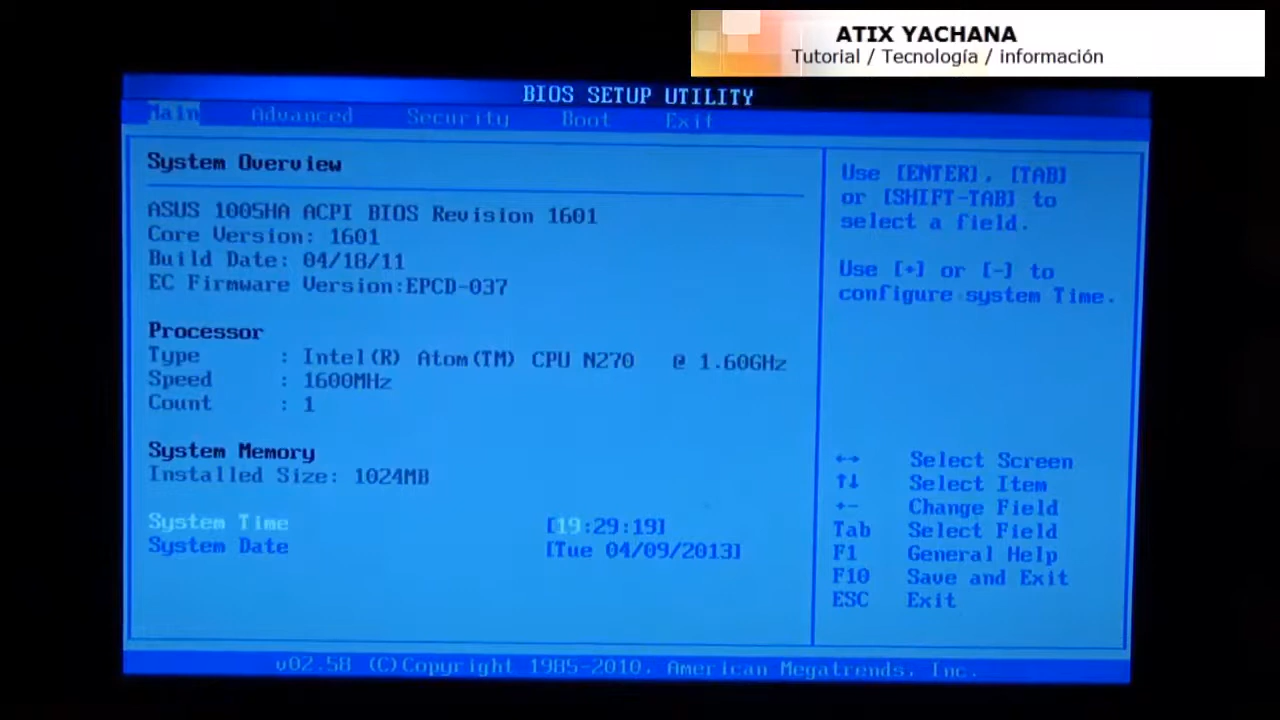 ATIX YACHANA
Tutorial / Tecnología / información
BIOS SETUP UTILITY
Main Advanced Security Boot Exit
System Overview
ASUS 1005HA ACPI BIOS Revision 1601
Core Version: 1601
Build Date: 04/18/11
EC Firmware Version:EPCD-037
Processor
Type : Intel(R) Atom(TM) CPU N270 @ 1.60GHz
Speed : 1600MHz
Count : 1
System Memory
Installed Size: 1024MB
System Time [19:29:19]
System Date [Tue 04/09/2013]
Use [ENTER], [TAB]
or [SHIFT-TAB] to
select a field.
Use [+] or [-] to
configure system Time.
←→ Select Screen
↑↓ Select Item
+- Change Field
Tab Select Field
F1 General Help
F10 Save and Exit
ESC Exit
v02.58 (C)Copyright 1985-2010, American Megatrends, Inc.